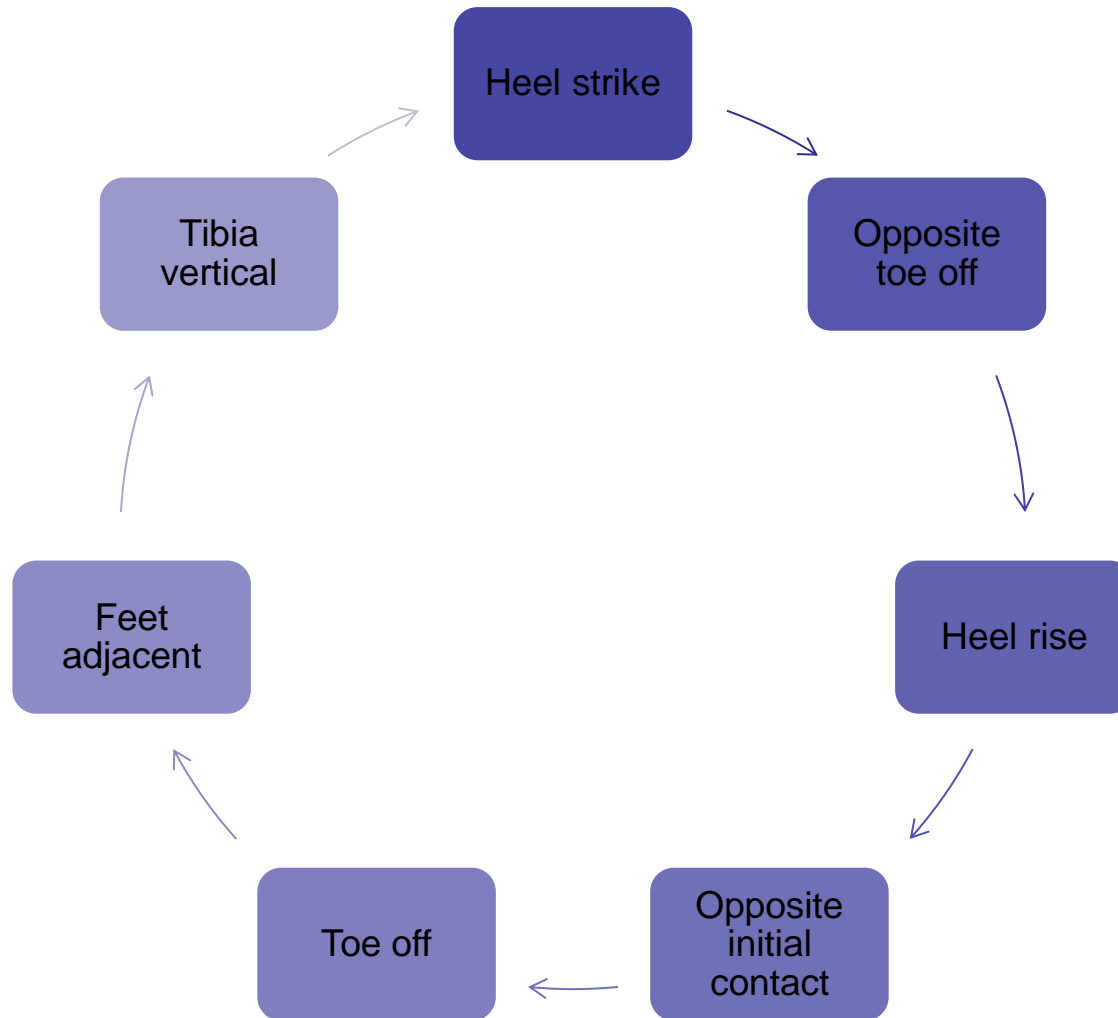 Heel strike
Opposite
toe off
Heel rise
Opposite
initial
contact
Toe off
Feet
adjacent
Tibia
vertical